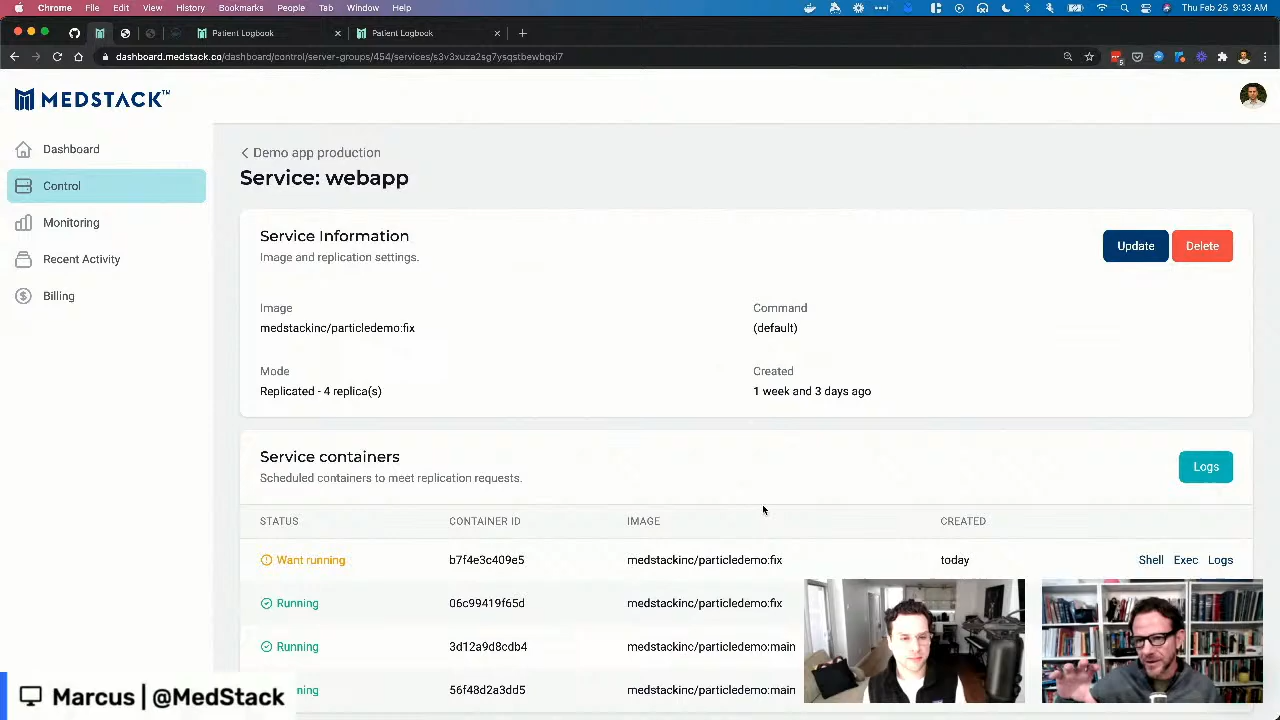 Chrome File Edit View History Bookmarks People Tab Window Help Thu Feb 25 9:33 AM
Patient Logbook Patient Logbook
dashboard.medstack.co/dashboard/control/server-groups/454/services/s3v3xuza2sg7ysqstbewbqxi7
MEDSTACK™
Dashboard
Control
Monitoring
Recent Activity
Billing
Demo app production
Service: webapp
Service Information
Image and replication settings.
Update Delete
Image Command
medstackinc/particledemo:fix (default)
Mode Created
Replicated - 4 replica(s) 1 week and 3 days ago
Service containers
Scheduled containers to meet replication requests.
Logs
STATUS CONTAINER ID IMAGE CREATED
Want running b7f4e3c409e5 medstackinc/particledemo:fix today Shell Exec Logs
Running 06c99419f65d medstackinc/particledemo:fix
Running 3d12a9d8cdb4 medstackinc/particledemo:main
nning 56f48d2a3dd5 medstackinc/particledemo:main
Marcus | @MedStack